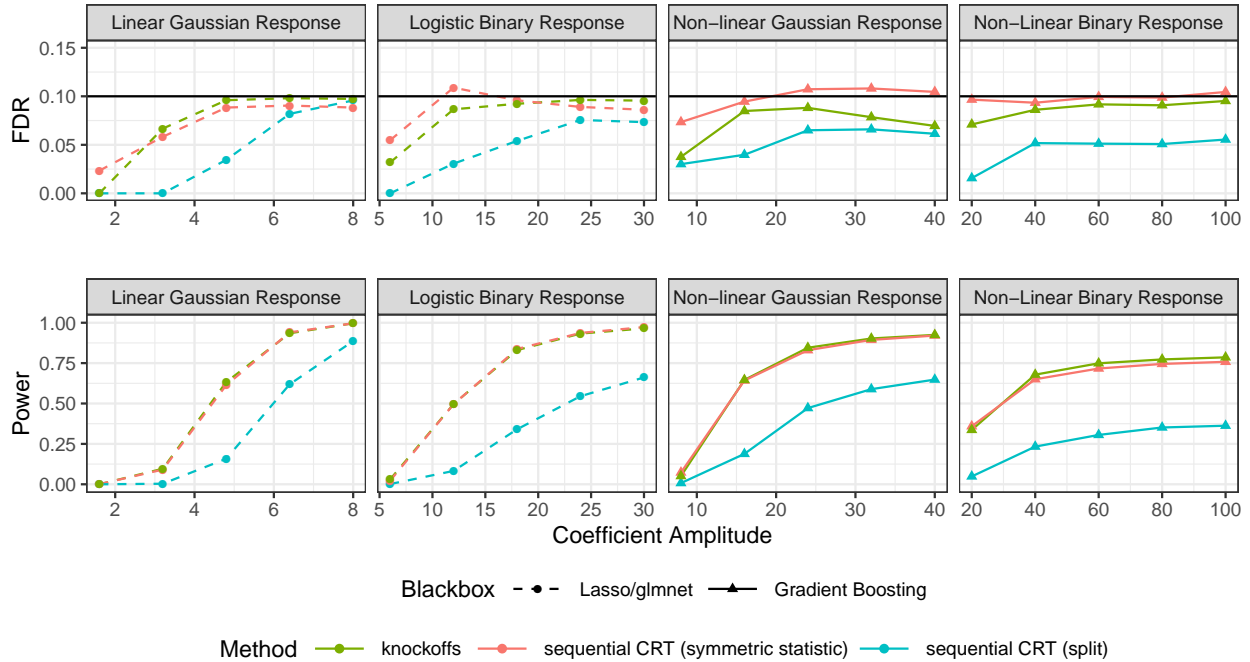 Linear Gaussian Response
Logistic Binary Response
Non-linear Gaussian Response
Non-Linear Binary Response
FDR
0.15
0.10
0.05
0.00
2 4 6 8
5 10 15 20 25 30
10 20 30 40
20 40 60 80 100
Linear Gaussian Response
Logistic Binary Response
Non-linear Gaussian Response
Non-Linear Binary Response
Power
1.00
0.75
0.50
0.25
0.00
2 4 6 8
5 10 15 20 25 30
10 20 30 40
20 40 60 80 100
Coefficient Amplitude
Blackbox Lasso/glmnet Gradient Boosting
Method knockoffs sequential CRT (symmetric statistic) sequential CRT (split)